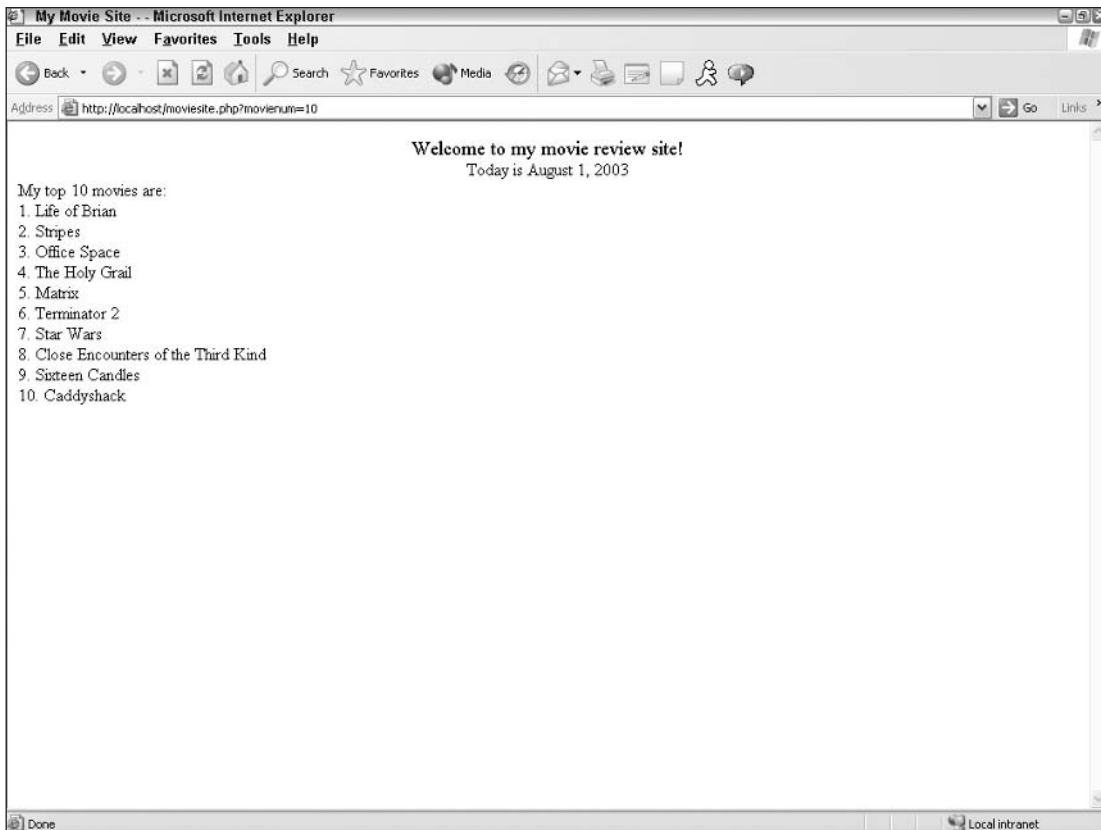 My Movie Site - - Microsoft Internet Explorer
File Edit View Favorites Tools Help
Back Search Favorites Media
Address http://localhost/moviesite.php?movienum=10 Go Links
Welcome to my movie review site!
Today is August 1, 2003
My top 10 movies are:
1. Life of Brian
2. Stripes
3. Office Space
4. The Holy Grail
5. Matrix
6. Terminator 2
7. Star Wars
8. Close Encounters of the Third Kind
9. Sixteen Candles
10. Caddyshack
Done Local intranet